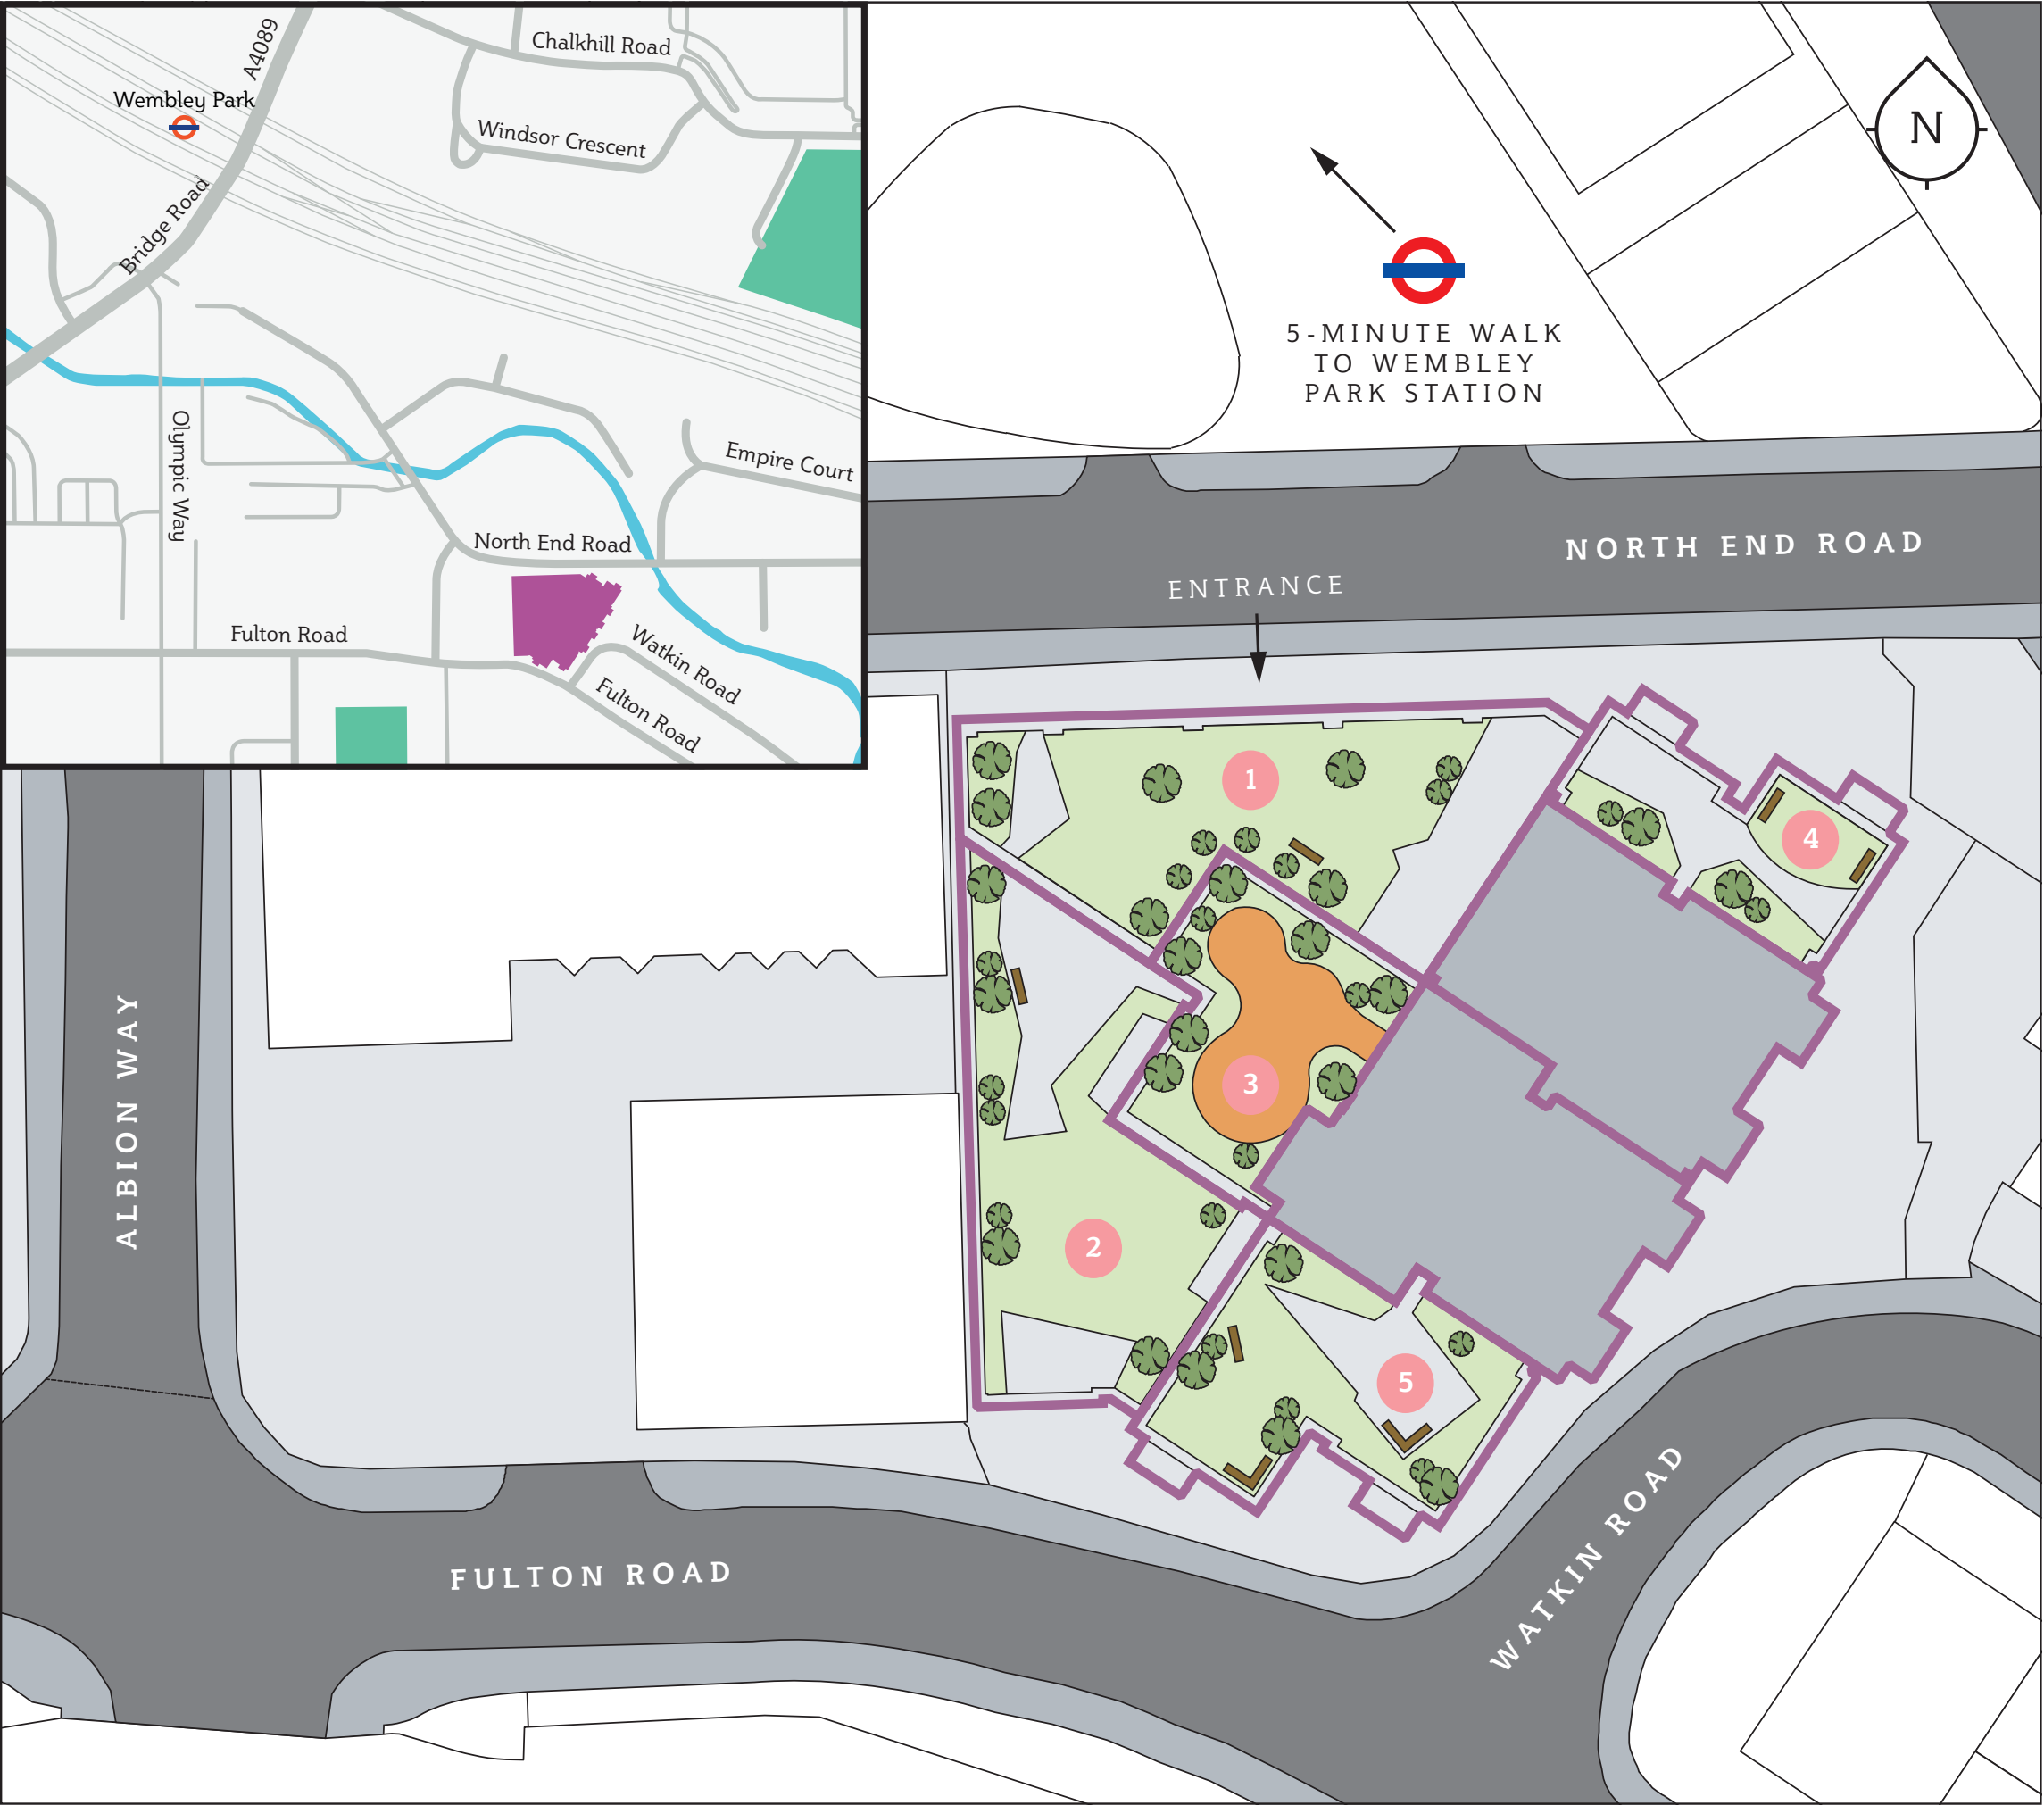 A4089
Chalkhill Road
Wembley Park
Windsor Crescent
Bridge Road
Olympic Way
Empire Court
North End Road
Fulton Road
Watkin Road
Fulton Road
N
5-MINUTE WALK
TO WEMBLEY
PARK STATION
NORTH END ROAD
ENTRANCE
1
4
3
2
5
ALBION WAY
FULTON ROAD
WATKIN ROAD